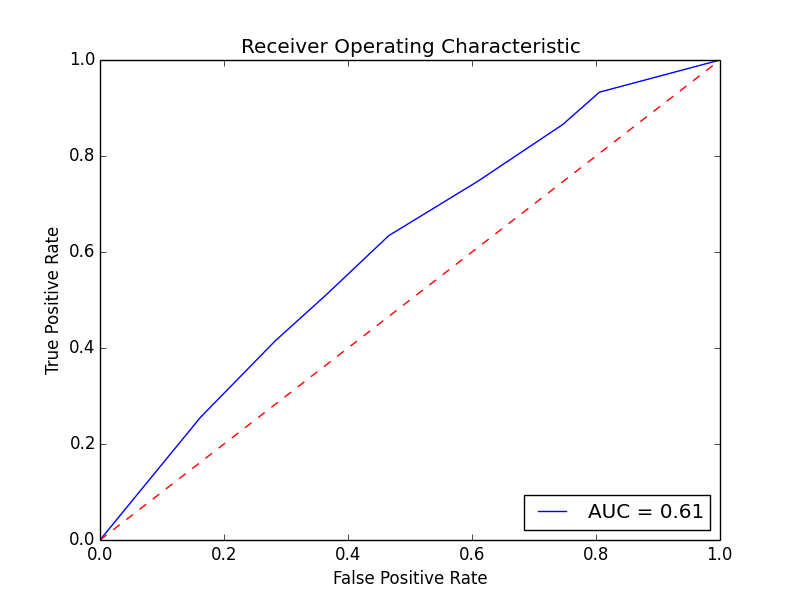 Receiver Operating Characteristic
1.0
0.8
0.6
0.4
0.2
0.0
True Positive Rate
AUC = 0.61
0.0 0.2 0.4 0.6 0.8 1.0
False Positive Rate